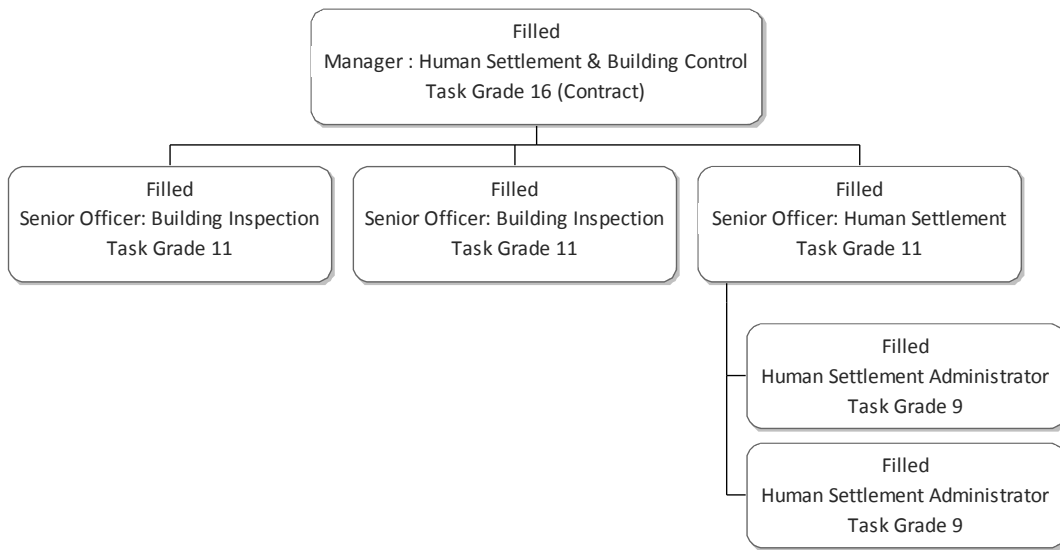 Filled
Manager : Human Settlement & Building Control
Task Grade 16 (Contract)
Filled
Senior Officer: Building Inspection
Task Grade 11
Filled
Senior Officer: Building Inspection
Task Grade 11
Filled
Senior Officer: Human Settlement
Task Grade 11
Filled
Human Settlement Administrator
Task Grade 9
Filled
Human Settlement Administrator
Task Grade 9